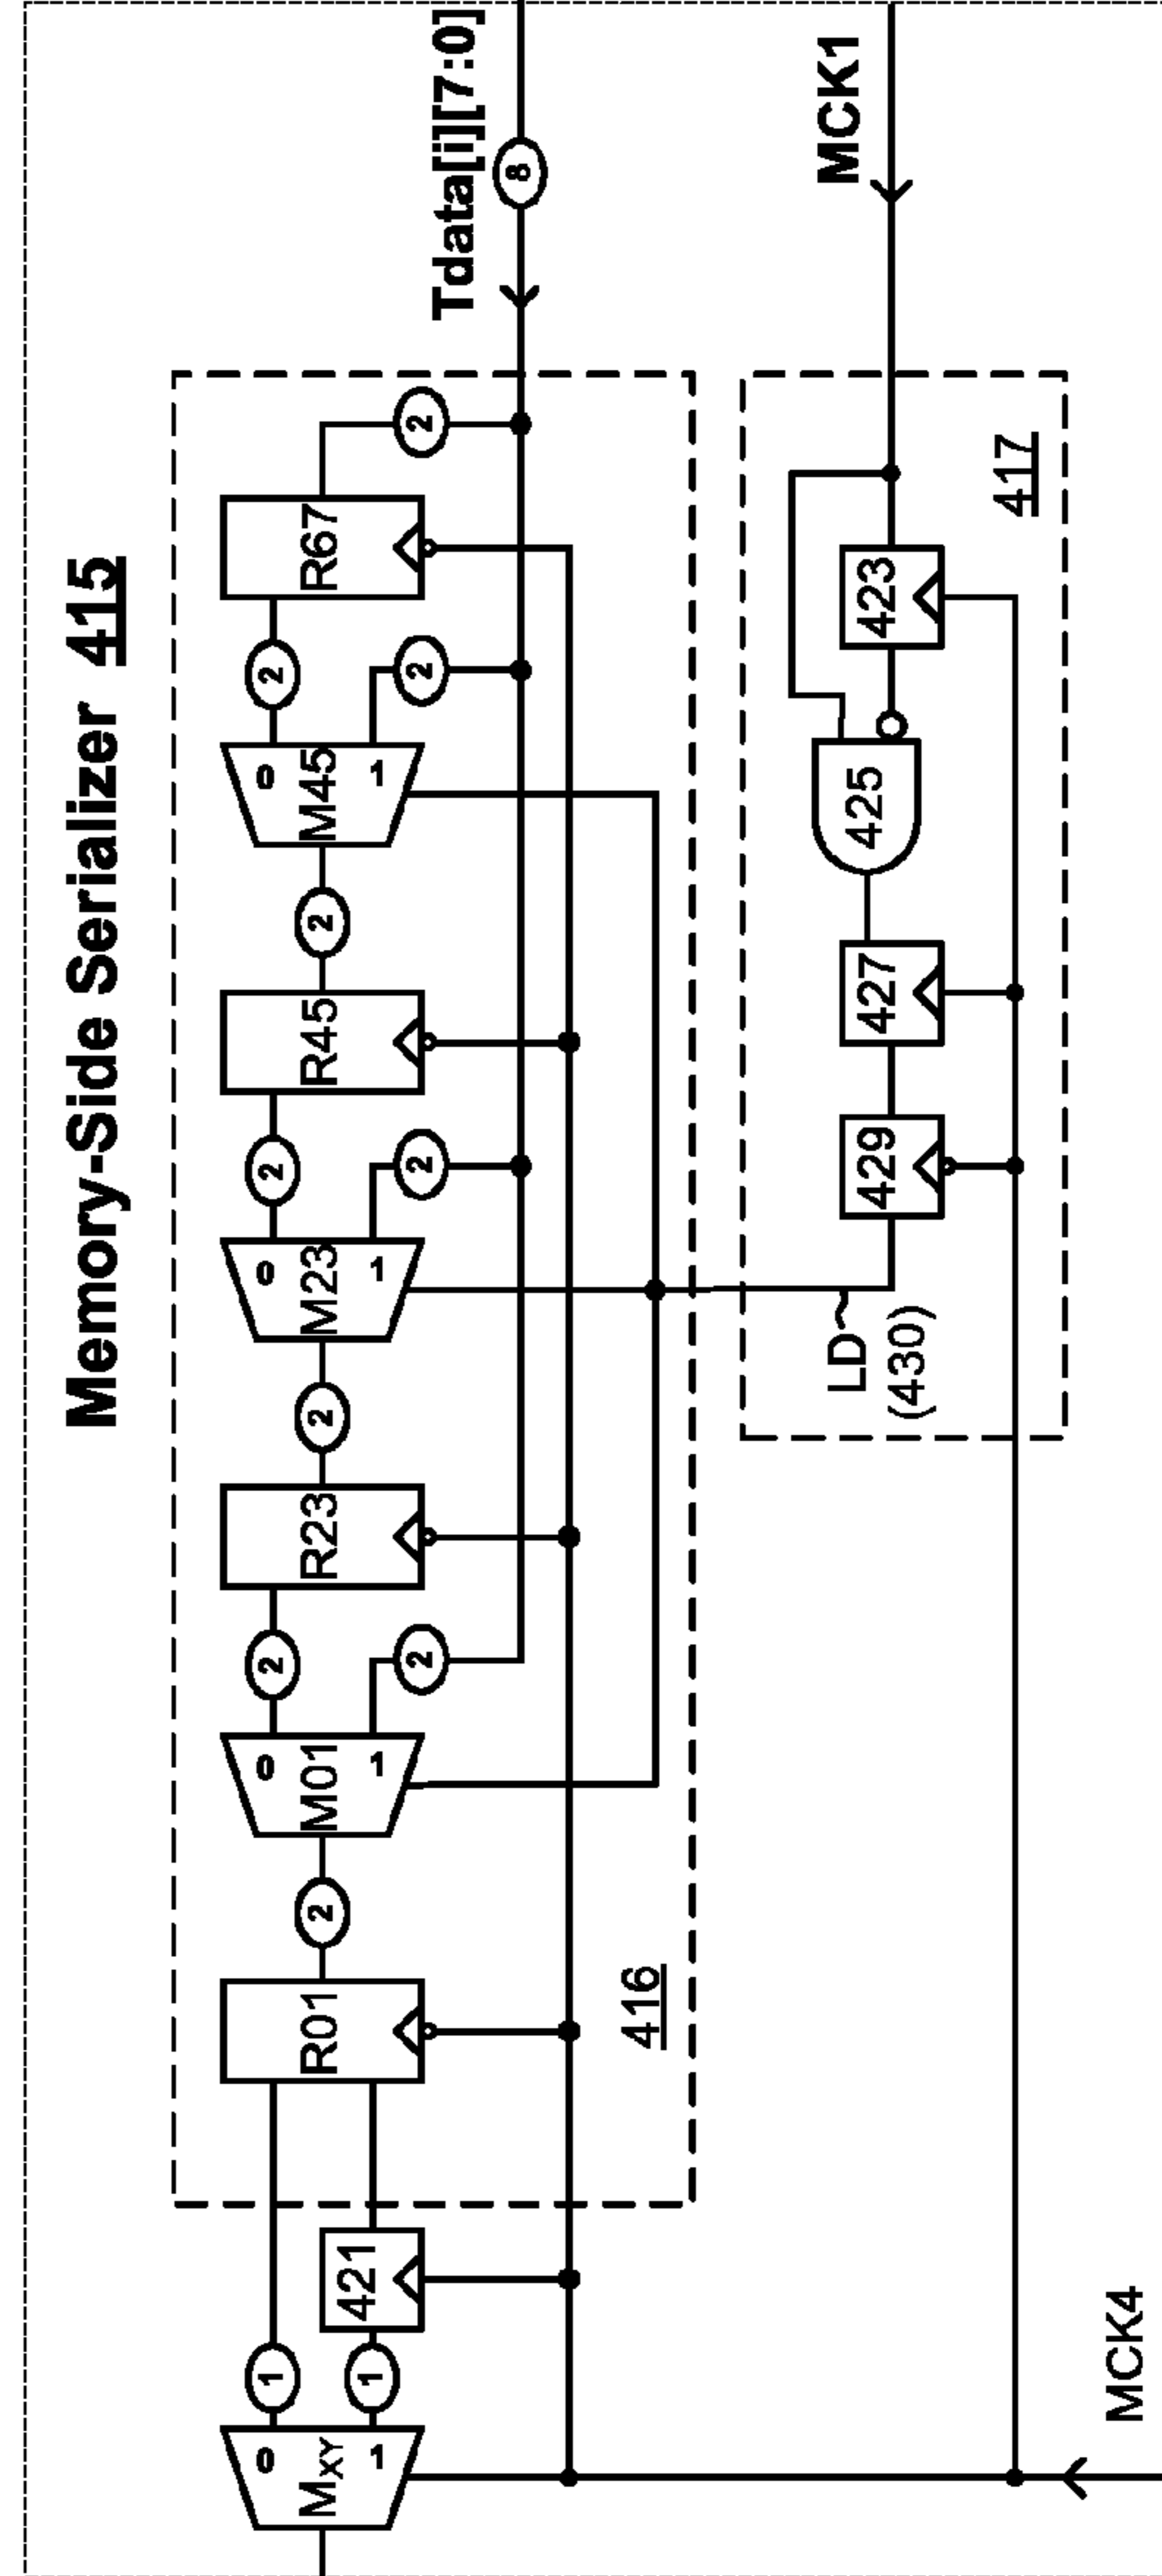 Memory-Side Serializer 415
Tdata[i][7:0]
8
MCK1
2
2
2
2
2
2
2
2
2
2
1
1
MXY
0
1
421
R01
M01
0
1
R23
M23
0
1
R45
M45
0
1
R67
416
LD
(430)
429
427
425
423
417
MCK4